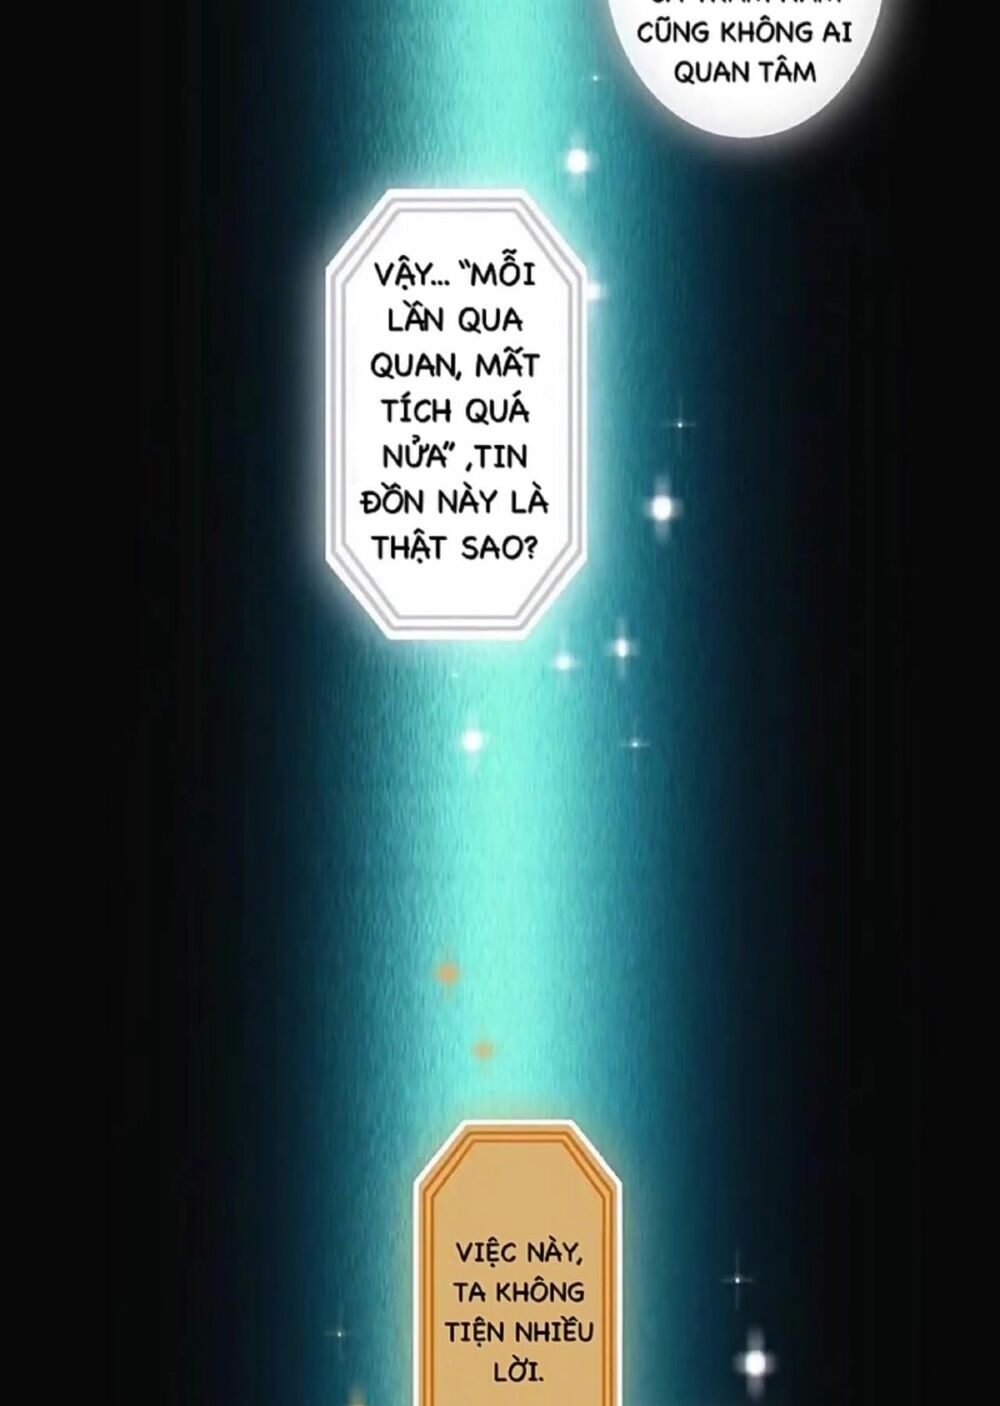 CŨNG KHÔNG AI
QUAN TÂM
VẬY... “MỖI
LẦN QUA
QUAN, MẤT
TÍCH QUÁ
NỬA” ,TIN
ĐỒN NÀY LÀ
THẬT SAO?
VIỆC NÀY,
TA KHÔNG
TIỆN NHIỀU
LỜI.